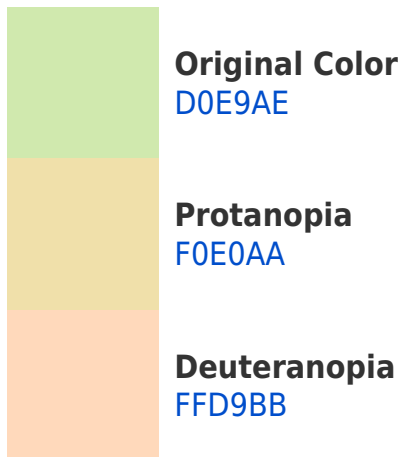 Original Color
D0E9AE
Protanopia
F0E0AA
Deuteranopia
FFD9BB